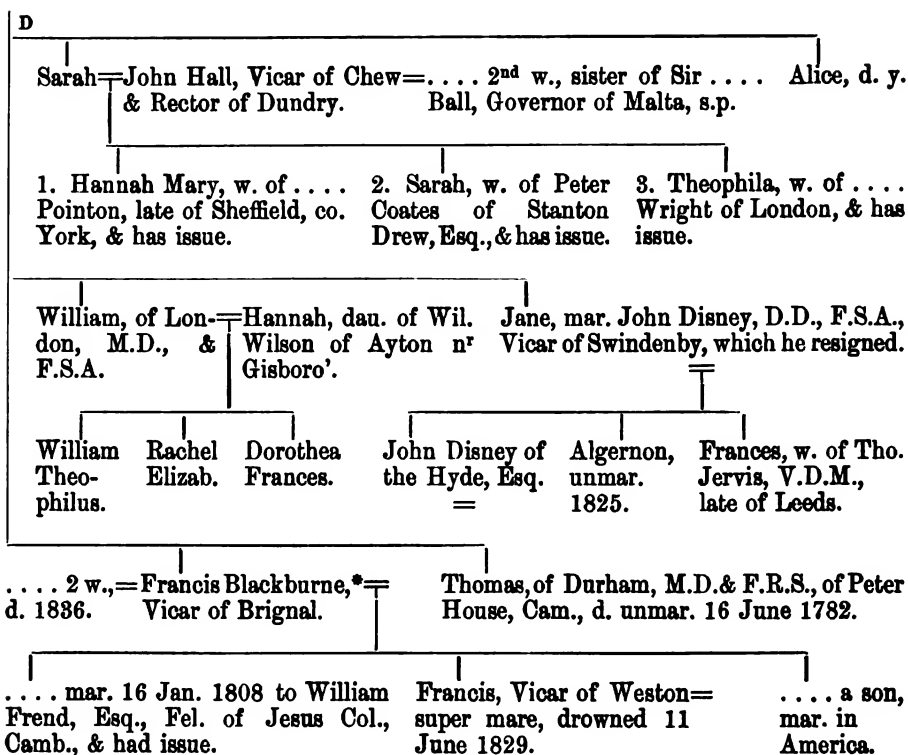 D
Sarah=John Hall, Vicar of Chew=.... 2nd w., sister of Sir .... Alice, d. y.
& Rector of Dundry. Ball, Governor of Malta, s.p.
1. Hannah Mary, w. of .... 2. Sarah, w. of Peter 3. Theophila, w. of ....
Pointon, late of Sheffield, co. Coates of Stanton Wright of London, & has
York, & has issue. Drew, Esq., & has issue. issue.
William, of Lon-=Hannah, dau. of Wil. Jane, mar. John Disney, D.D., F.S.A.,
don, M.D., & Wilson of Ayton nr Vicar of Swindenby, which he resigned.
F.S.A. Gisboro'. =
William Rachel Dorothea John Disney of Algernon, Frances, w. of Tho.
Theo- Elizab. Frances. the Hyde, Esq. unmar. Jervis, V.D.M.,
philus. = 1825. late of Leeds.
.... 2 w.,=Francis Blackburne,*= Thomas, of Durham, M.D. & F.R.S., of Peter
d. 1836. Vicar of Brignal. House, Cam., d. unmar. 16 June 1782.
.... mar. 16 Jan. 1808 to William Francis, Vicar of Weston= .... a son,
Frend, Esq., Fel. of Jesus Col., super mare, drowned 11 mar. in
Camb., & had issue. June 1829. America.